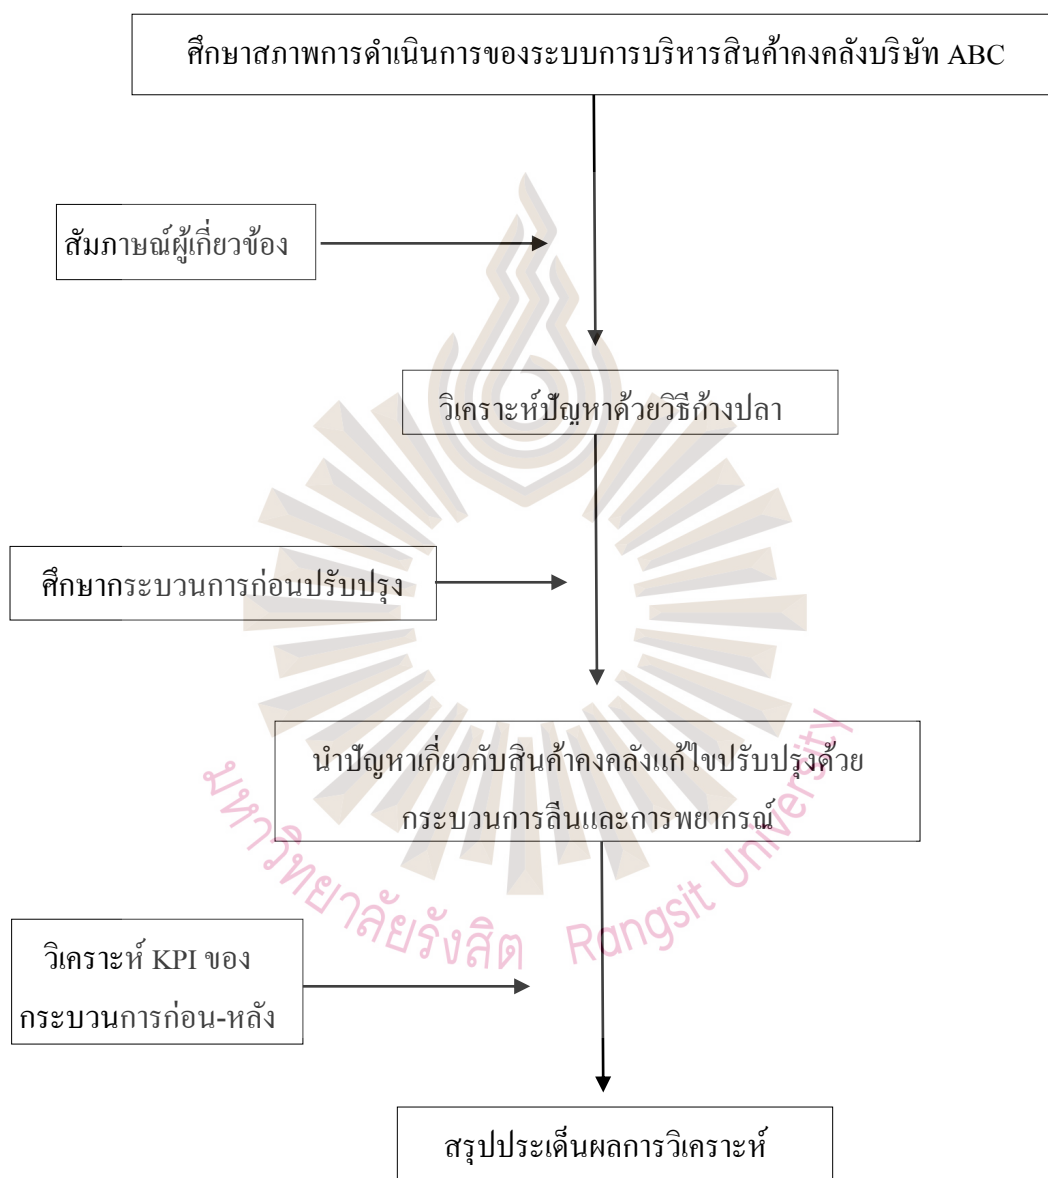 ศึกษาสภาพการดำเนินการของระบบการบริหารสินค้าคงคลังบริษัท ABC
สัมภาษณ์ผู้เกี่ยวข้อง
วิเคราะห์ปัญหาด้วยวิธีก้างปลา
ศึกษากระบวนการก่อนปรับปรุง
นำปัญหาเกี่ยวกับสินค้าคงคลังแก้ไขปรับปรุงด้วย
กระบวนการลีนและการพยากรณ์
มหาวิทยาลัยรังสิต Rangsit University
วิเคราะห์ KPI ของ
กระบวนการก่อน-หลัง
สรุปประเด็นผลการวิเคราะห์